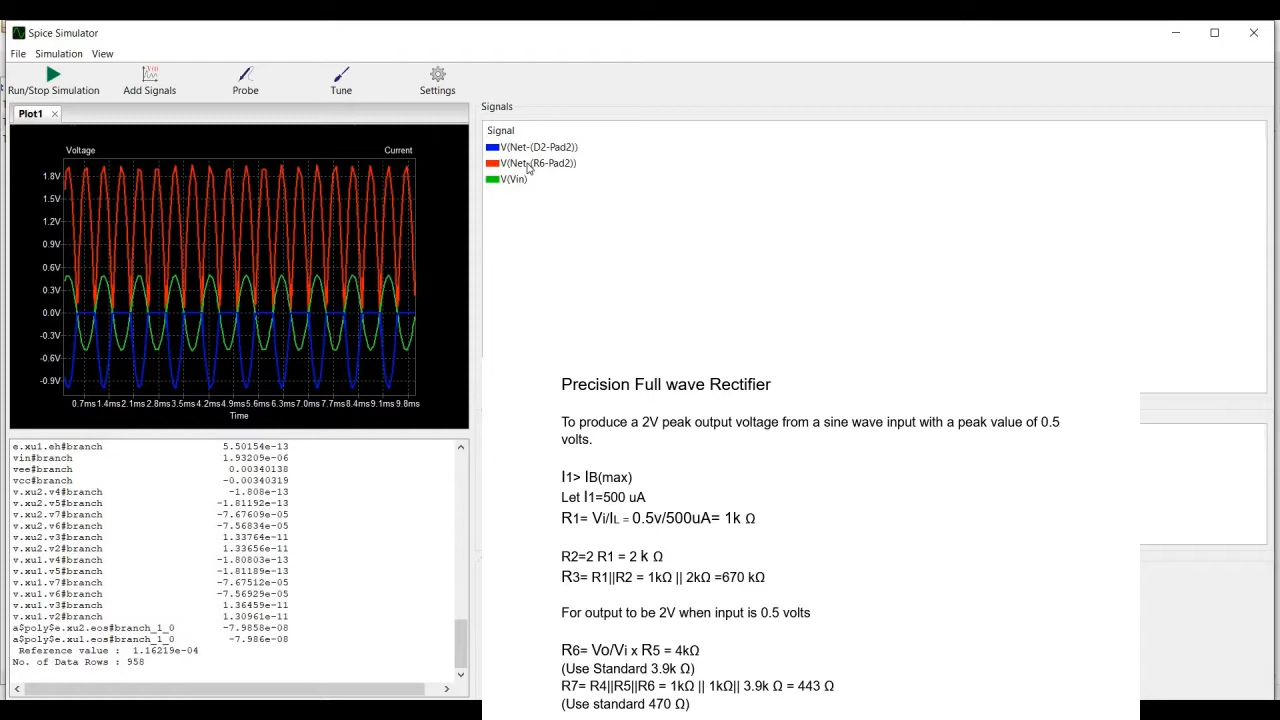 Spice Simulator
File Simulation View
Run/Stop Simulation Add Signals Probe Tune Settings
Plot1
Voltage Current
1.8V
1.5V
1.2V
0.9V
0.6V
0.3V
0.0V
-0.3V
-0.6V
-0.9V
0.7ms 1.4ms 2.1ms 2.8ms 3.5ms 4.2ms 4.9ms 5.6ms 6.3ms 7.0ms 7.7ms 8.4ms 9.1ms 9.8ms
Time
Signals
Signal
V(Net-(D2-Pad2))
V(Net-(R6-Pad2))
V(Vin)
e.xu1.eh#branch 5.50154e-13
vin#branch 1.93209e-06
vee#branch 0.00340138
vcc#branch -0.00340319
v.xu2.v4#branch -1.808e-13
v.xu2.v5#branch -1.81192e-13
v.xu2.v7#branch -7.67609e-05
v.xu2.v6#branch -7.56834e-05
v.xu2.v3#branch 1.33764e-11
v.xu2.v2#branch 1.33656e-11
v.xu1.v4#branch -1.80803e-13
v.xu1.v5#branch -1.81189e-13
v.xu1.v7#branch -7.67512e-05
v.xu1.v6#branch -7.56929e-05
v.xu1.v3#branch 1.36459e-11
v.xu1.v2#branch 1.30961e-11
a$poly$e.xu2.eos#branch_1_0 -7.9858e-08
a$poly$e.xu1.eos#branch_1_0 -7.986e-08
Reference value : 1.16219e-04
No. of Data Rows : 958
Precision Full wave Rectifier
To produce a 2V peak output voltage from a sine wave input with a peak value of 0.5
volts.
I1> IB(max)
Let I1=500 uA
R1= Vi/IL = 0.5v/500uA= 1k Ω
R2=2 R1 = 2 k Ω
R3= R1||R2 = 1kΩ || 2kΩ =670 kΩ
For output to be 2V when input is 0.5 volts
R6= Vo/Vi x R5 = 4kΩ
(Use Standard 3.9k Ω)
R7= R4||R5||R6 = 1kΩ || 1kΩ|| 3.9k Ω = 443 Ω
(Use standard 470 Ω)